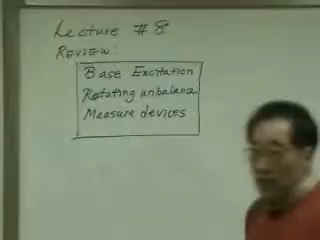 Lecture #8
REVIEW:
Base Excitation
Rotating unbalance
Measure devices